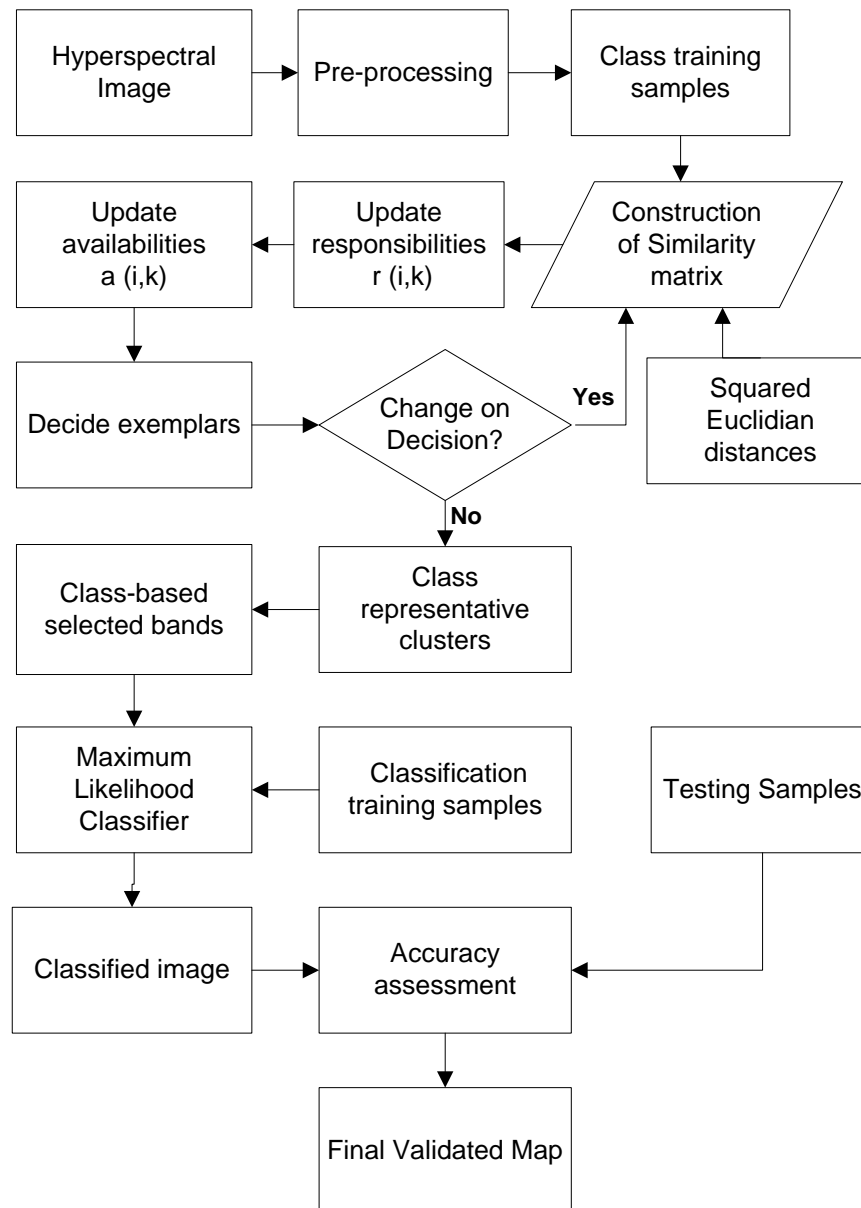 Hyperspectral
Image
Pre-processing
Class training
samples
Update
availabilities
a (i,k)
Update
responsibilities
r (i,k)
Construction
of Similarity
matrix
Decide exemplars
Change on
Decision?
Yes
Squared
Euclidian
distances
No
Class-based
selected bands
Class
representative
clusters
Maximum
Likelihood
Classifier
Classification
training samples
Testing Samples
Classified image
Accuracy
assessment
Final Validated Map